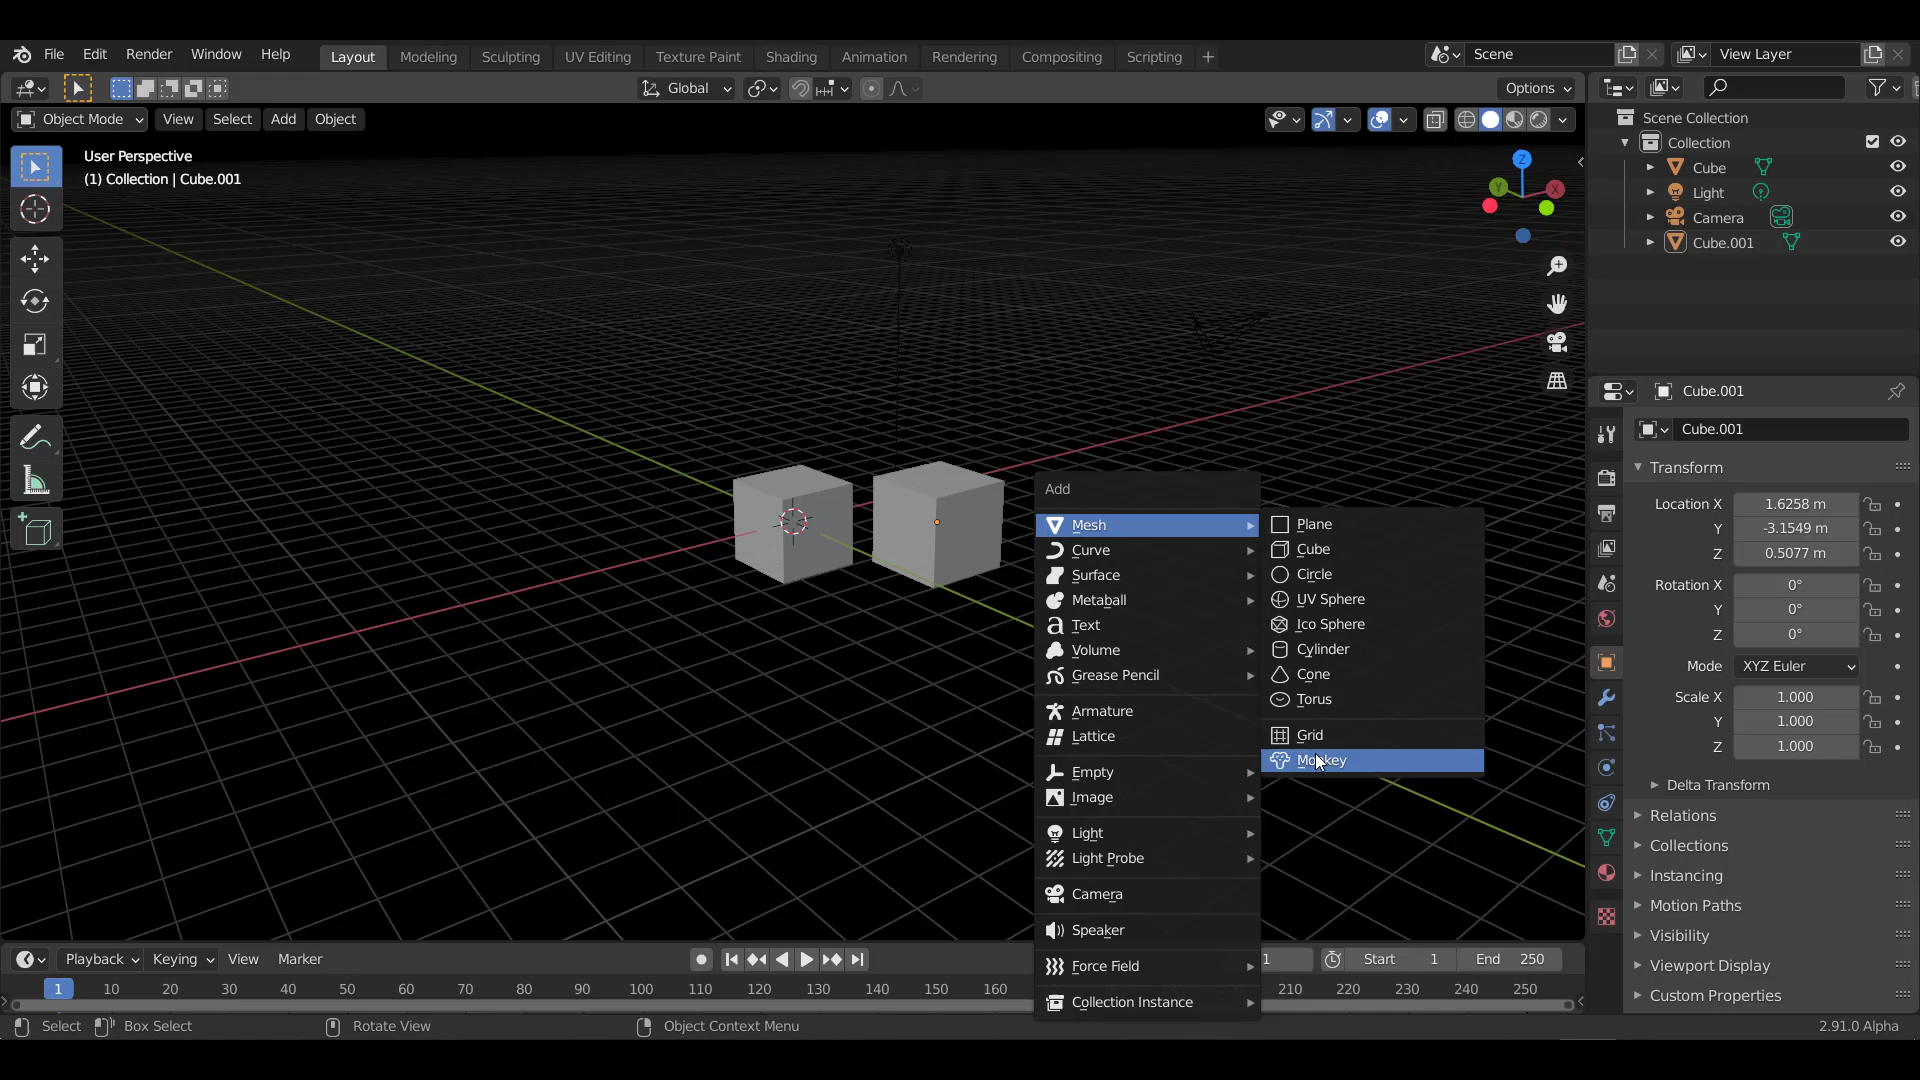 File Edit Render Window Help Layout Modeling Sculpting UV Editing Texture Paint Shading Animation Rendering Compositing Scripting + Scene View Layer
Global Options
Object Mode View Select Add Object
User Perspective
(1) Collection | Cube.001
Z
Y X
Scene Collection
Collection
Cube
Light
Camera
Cube.001
Cube.001
Cube.001
Transform
Location X 1.6258 m
Y -3.1549 m
Z 0.5077 m
Rotation X 0°
Y 0°
Z 0°
Mode XYZ Euler
Scale X 1.000
Y 1.000
Z 1.000
Delta Transform
Relations
Collections
Instancing
Motion Paths
Visibility
Viewport Display
Custom Properties
Add
Mesh
Curve
Surface
Metaball
Text
Volume
Grease Pencil
Armature
Lattice
Empty
Image
Light
Light Probe
Camera
Speaker
Force Field
Collection Instance
Plane
Cube
Circle
UV Sphere
Ico Sphere
Cylinder
Cone
Torus
Grid
Monkey
Playback Keying View Marker 1 Start 1 End 250
1 10 20 30 40 50 60 70 80 90 100 110 120 130 140 150 160 210 220 230 240 250
Select Box Select Rotate View Object Context Menu 2.91.0 Alpha